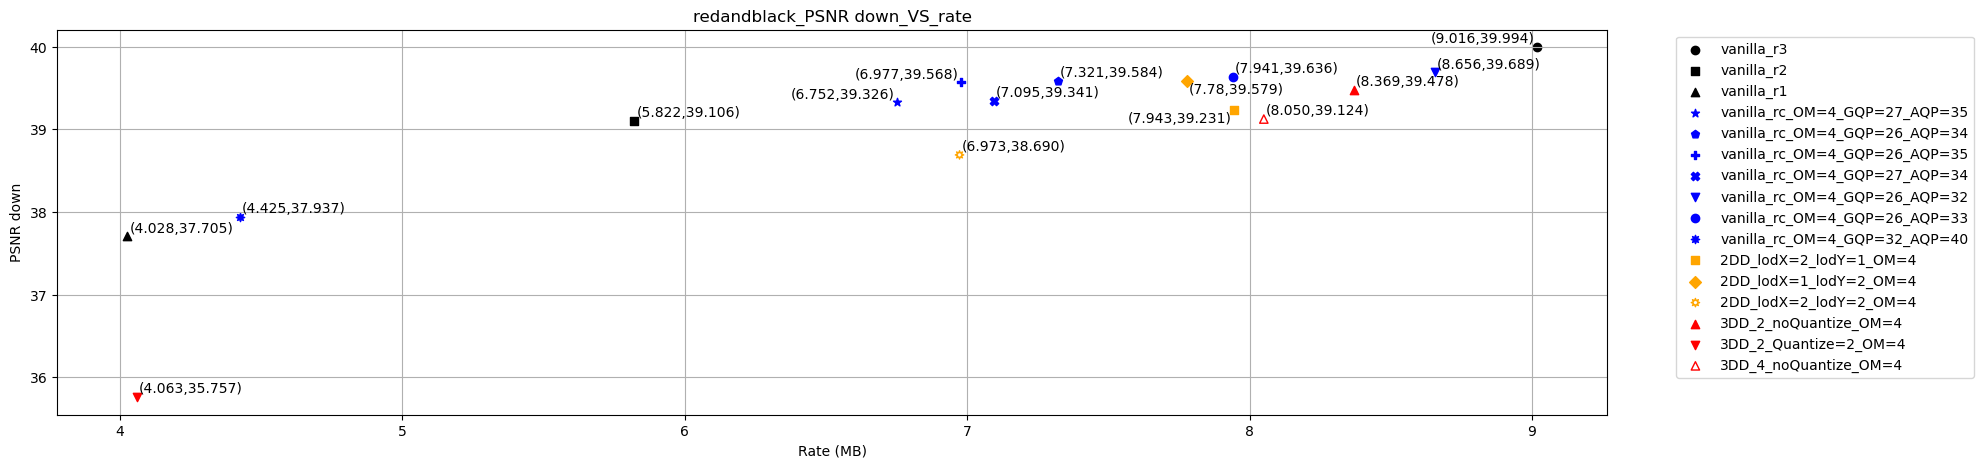 redandblack_PSNR down_VS_rate
PSNR down
40
39
38
37
36
(9.016,39.994)
(8.656,39.689)
(7.941,39.636)
(7.321,39.584)
(6.977,39.568)
(8.369,39.478)
(7.78,39.579)
(6.752,39.326)
(7.095,39.341)
(5.822,39.106)
(7.943,39.231)
(8.050,39.124)
(6.973,38.690)
(4.425,37.937)
(4.028,37.705)
(4.063,35.757)
4
5
6
7
8
9
Rate (MB)
vanilla_r3
vanilla_r2
vanilla_r1
vanilla_rc_OM=4_GQP=27_AQP=35
vanilla_rc_OM=4_GQP=26_AQP=34
vanilla_rc_OM=4_GQP=26_AQP=35
vanilla_rc_OM=4_GQP=27_AQP=34
vanilla_rc_OM=4_GQP=26_AQP=32
vanilla_rc_OM=4_GQP=26_AQP=33
vanilla_rc_OM=4_GQP=32_AQP=40
2DD_lodX=2_lodY=1_OM=4
2DD_lodX=1_lodY=2_OM=4
2DD_lodX=2_lodY=2_OM=4
3DD_2_noQuantize_OM=4
3DD_2_Quantize=2_OM=4
3DD_4_noQuantize_OM=4